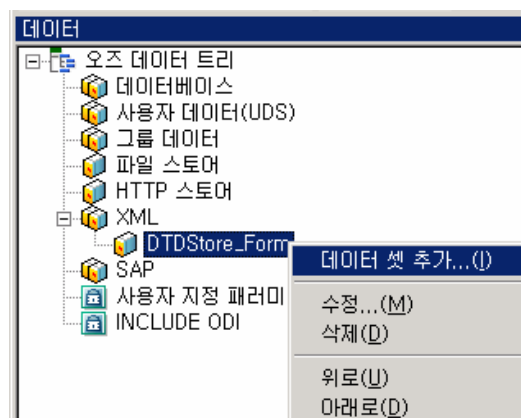 데이터
오즈 데이터 트리
데이터베이스
사용자 데이터(UDS)
그룹 데이터
파일 스토어
HTTP 스토어
XML
DTDStore_Form
SAP
사용자 지정 패러미
INCLUDE ODI
데이터 셋 추가...(I)
수정...(M)
삭제(D)
위로(U)
아래로(D)